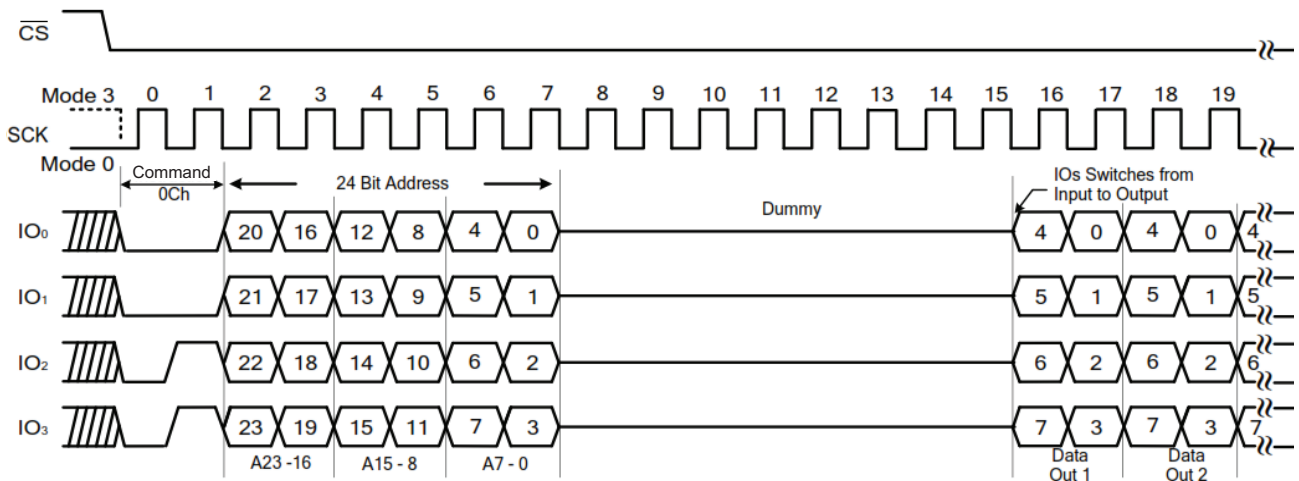 CS
Mode 3 0 1 2 3 4 5 6 7 8 9 10 11 12 13 14 15 16 17 18 19
SCK
Mode 0
Command
0Ch
24 Bit Address
Dummy
IOs Switches from
Input to Output
IO₀ 20 16 12 8 4 0 4 0 4 0 4
IO₁ 21 17 13 9 5 1 5 1 5 1 5
IO₂ 22 18 14 10 6 2 6 2 6 2 6
IO₃ 23 19 15 11 7 3 7 3 7 3 7
A23 -16 A15 - 8 A7 - 0
Data
Out 1
Data
Out 2